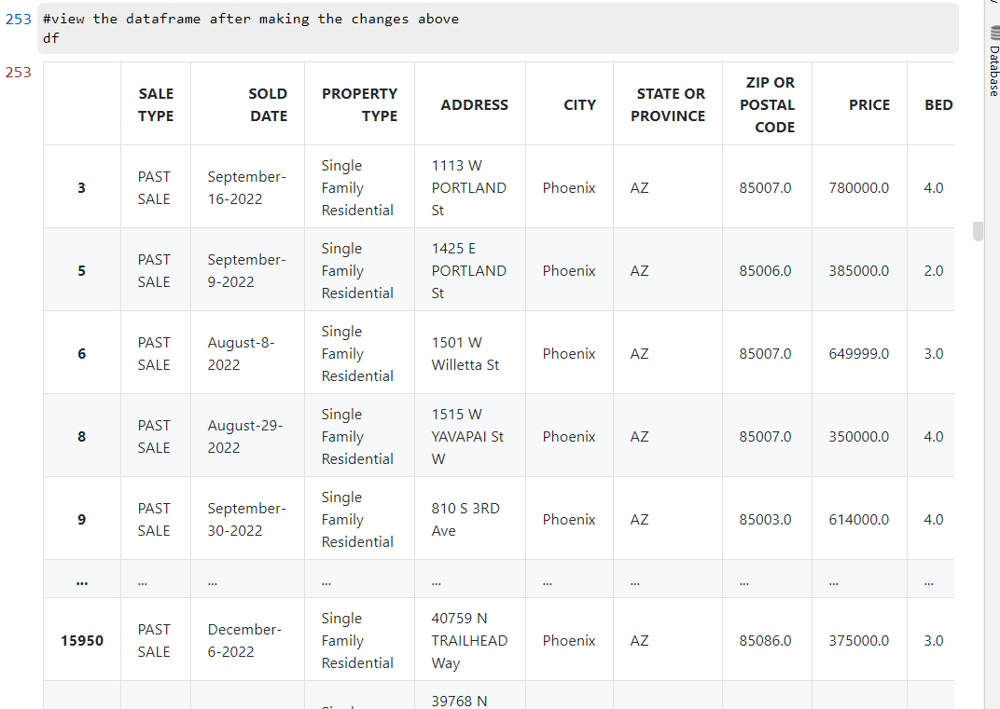 253 #view the dataframe after making the changes above
df
253
SALE TYPE SOLD DATE PROPERTY TYPE ADDRESS CITY STATE OR PROVINCE ZIP OR POSTAL CODE PRICE BED
3 PAST SALE September-16-2022 Single Family Residential 1113 W PORTLAND St Phoenix AZ 85007.0 780000.0 4.0
5 PAST SALE September-9-2022 Single Family Residential 1425 E PORTLAND St Phoenix AZ 85006.0 385000.0 2.0
6 PAST SALE August-8-2022 Single Family Residential 1501 W Willetta St Phoenix AZ 85007.0 649999.0 3.0
8 PAST SALE August-29-2022 Single Family Residential 1515 W YAVAPAI St W Phoenix AZ 85007.0 350000.0 4.0
9 PAST SALE September-30-2022 Single Family Residential 810 S 3RD Ave Phoenix AZ 85003.0 614000.0 4.0
... ... ... ... ... ... ... ... ... ...
15950 PAST SALE December-6-2022 Single Family Residential 40759 N TRAILHEAD Way Phoenix AZ 85086.0 375000.0 3.0
39768 N
Database